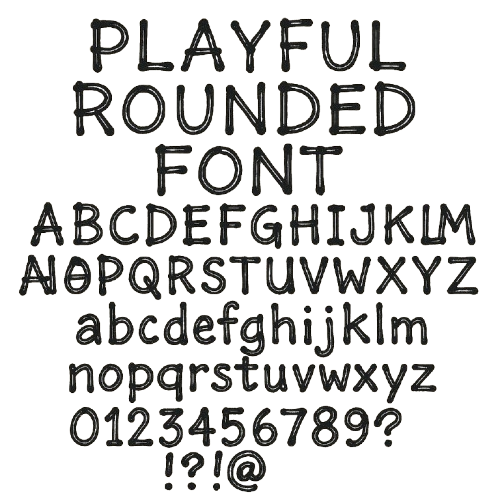 PLAYFUL
ROUNDED
FONT
ABCDEFGHIJKLM
NOPQRSTUVWXYZ
abcdefghijklm
nopqrstuvwxyz
0123456789?
!?!@